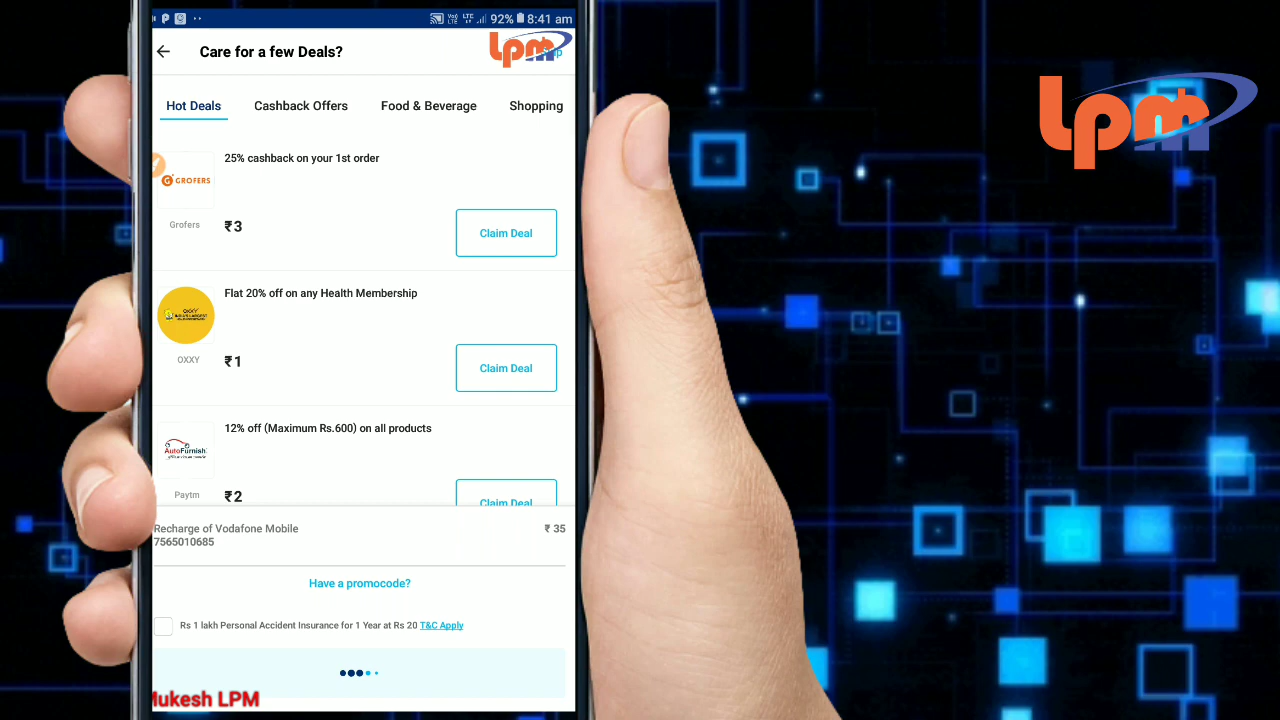 92% 8:41 am
Care for a few Deals?
lpm
lpm
Hot Deals Cashback Offers Food & Beverage Shopping
25% cashback on your 1st order
GROFERS
Grofers
₹3
Claim Deal
Flat 20% off on any Health Membership
OXXY
₹1
Claim Deal
12% off (Maximum Rs.600) on all products
AutoFurnish
Paytm
₹2
Claim Deal
Recharge of Vodafone Mobile ₹ 35
7565010685
Have a promocode?
Rs 1 lakh Personal Accident Insurance for 1 Year at Rs 20 T&C Apply
Mukesh LPM